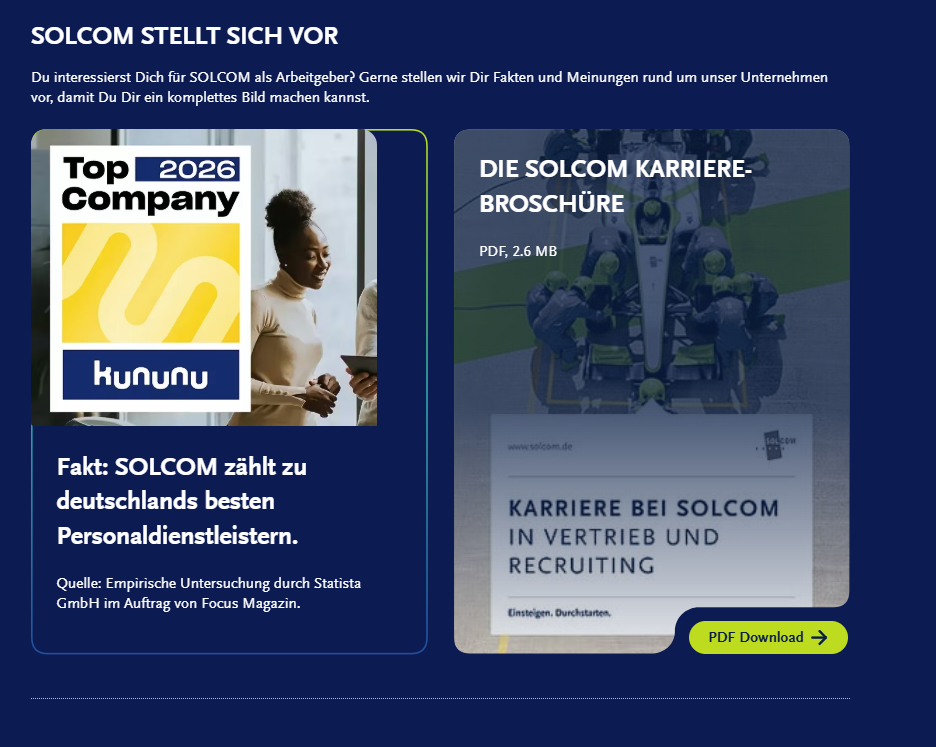 SOLCOM STELLT SICH VOR
Du interessierst Dich für SOLCOM als Arbeitgeber? Gerne stellen wir Dir Fakten und Meinungen rund um unser Unternehmen
vor, damit Du Dir ein komplettes Bild machen kannst.
Top 2026
Company
kununu
Fakt: SOLCOM zählt zu
deutschlands besten
Personaldienstleistern.
Quelle: Empirische Untersuchung durch Statista
GmbH im Auftrag von Focus Magazin.
DIE SOLCOM KARRIERE-
BROSCHÜRE
PDF, 2.6 MB
www.solcom.de
SOLCOM
KARRIERE BEI SOLCOM
IN VERTRIEB UND
RECRUITING
Einsteigen. Durchstarten.
PDF Download